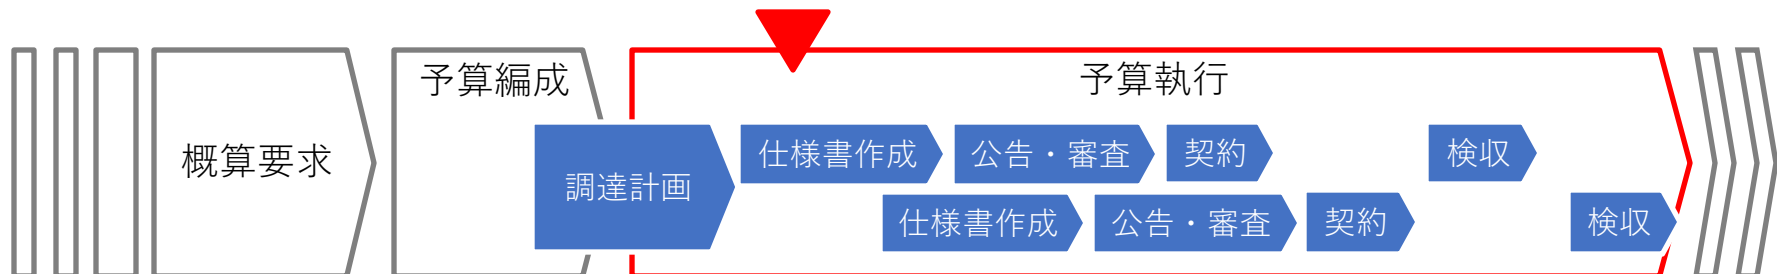 概算要求
予算編成
予算執行
調達計画
仕様書作成
公告・審査
契約
検収
仕様書作成
公告・審査
契約
検収